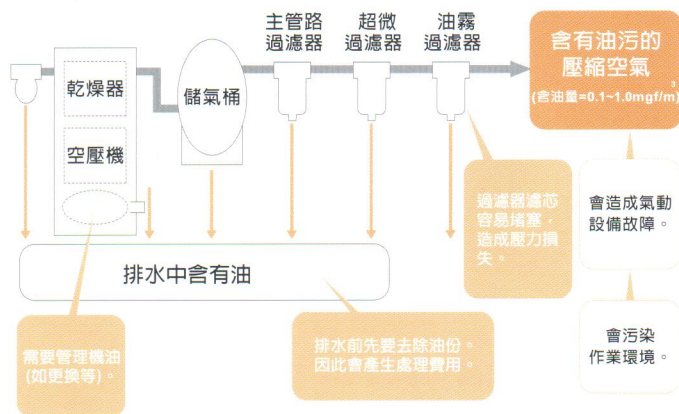 主管路
過濾器
超微
過濾器
油霧
過濾器
含有油污的
壓縮空氣
(含油量=0.1~1.0mgf/m³)
乾燥器
儲氣桶
空壓機
過濾器濾芯
容易堵塞，
造成壓力損
失。
會造成氣動
設備故障。
排水中含有油
需要管理機油
(如更換等)。
排水前先要去除油份。
因此會產生處理費用。
會污染
作業環境。